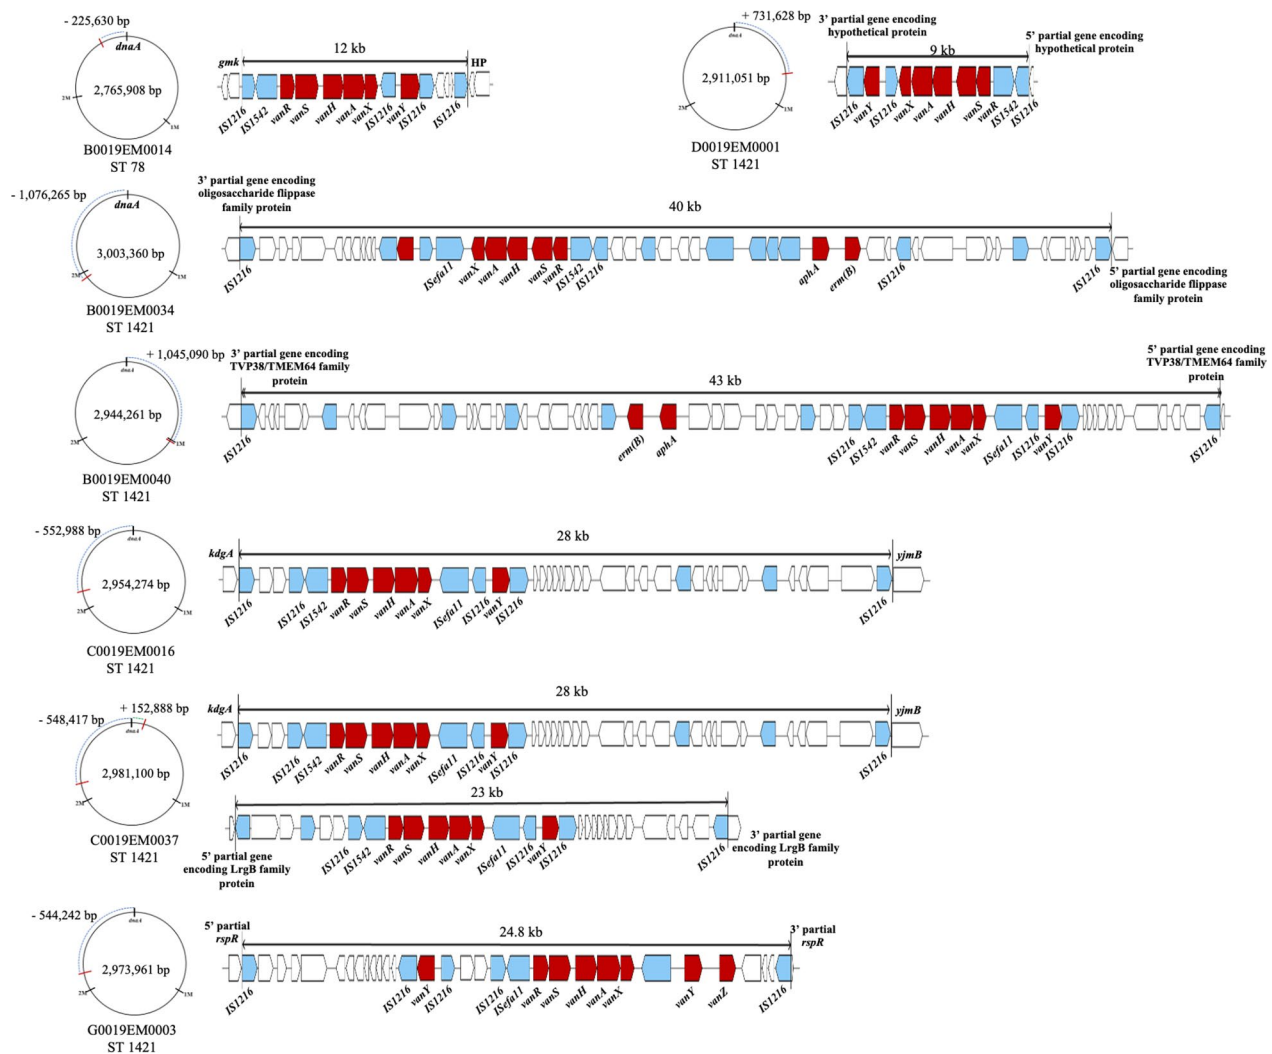 - 225,630 bp
dnaA
2,765,908 bp
2M
1M
B0019EM0014
ST 78
12 kb
gmk
HP
IS1216
IS1542
vanR
vanS
vanH
vanA
vanX
IS1216
vanY
IS1216
IS1216
+ 731,628 bp
dnaA
2,911,051 bp
2M
1M
D0019EM0001
ST 1421
3’ partial gene encoding
hypothetical protein
5’ partial gene encoding
hypothetical protein
9 kb
IS1216
vanY
IS1216
vanX
vanA
vanH
vanS
vanR
IS1542
IS1216
- 1,076,265 bp
dnaA
3,003,360 bp
2M
1M
B0019EM0034
ST 1421
3’ partial gene encoding
oligosaccharide flippase
family protein
40 kb
IS1216
ISefa11
vanX
vanA
vanH
vanS
vanR
IS1542
IS1216
aphA
erm(B)
IS1216
IS1216
5’ partial gene encoding
oligosaccharide flippase
family protein
+ 1,045,090 bp
dnaA
2,944,261 bp
2M
1M
B0019EM0040
ST 1421
3’ partial gene encoding
TVP38/TMEM64 family
protein
43 kb
5’ partial gene encoding
TVP38/TMEM64 family
protein
IS1216
erm(B)
aphA
IS1216
IS1542
vanR
vanS
vanH
vanA
vanX
ISefa11
IS1216
vanY
IS1216
IS1216
- 552,988 bp
dnaA
2,954,274 bp
2M
1M
C0019EM0016
ST 1421
kdgA
28 kb
yjmB
IS1216
IS1216
IS1542
vanR
vanS
vanH
vanA
vanX
ISefa11
IS1216
vanY
IS1216
IS1216
- 548,417 bp
+ 152,888 bp
dnaA
2,981,100 bp
2M
1M
C0019EM0037
ST 1421
kdgA
28 kb
yjmB
IS1216
IS1216
IS1542
vanR
vanS
vanH
vanA
vanX
ISefa11
IS1216
vanY
IS1216
IS1216
23 kb
5’ partial gene
encoding LrgB family
protein
IS1216
IS1542
vanR
vanS
vanH
vanA
vanX
ISefa11
IS1216
vanY
IS1216
IS1216
3’ partial gene
encoding LrgB family
protein
- 544,242 bp
dnaA
2,973,961 bp
2M
1M
G0019EM0003
ST 1421
5’ partial
rspR
24.8 kb
3’ partial
rspR
IS1216
IS1216
vanY
IS1216
IS1216
ISefa11
vanR
vanS
vanH
vanA
vanX
vanY
vanZ
IS1216